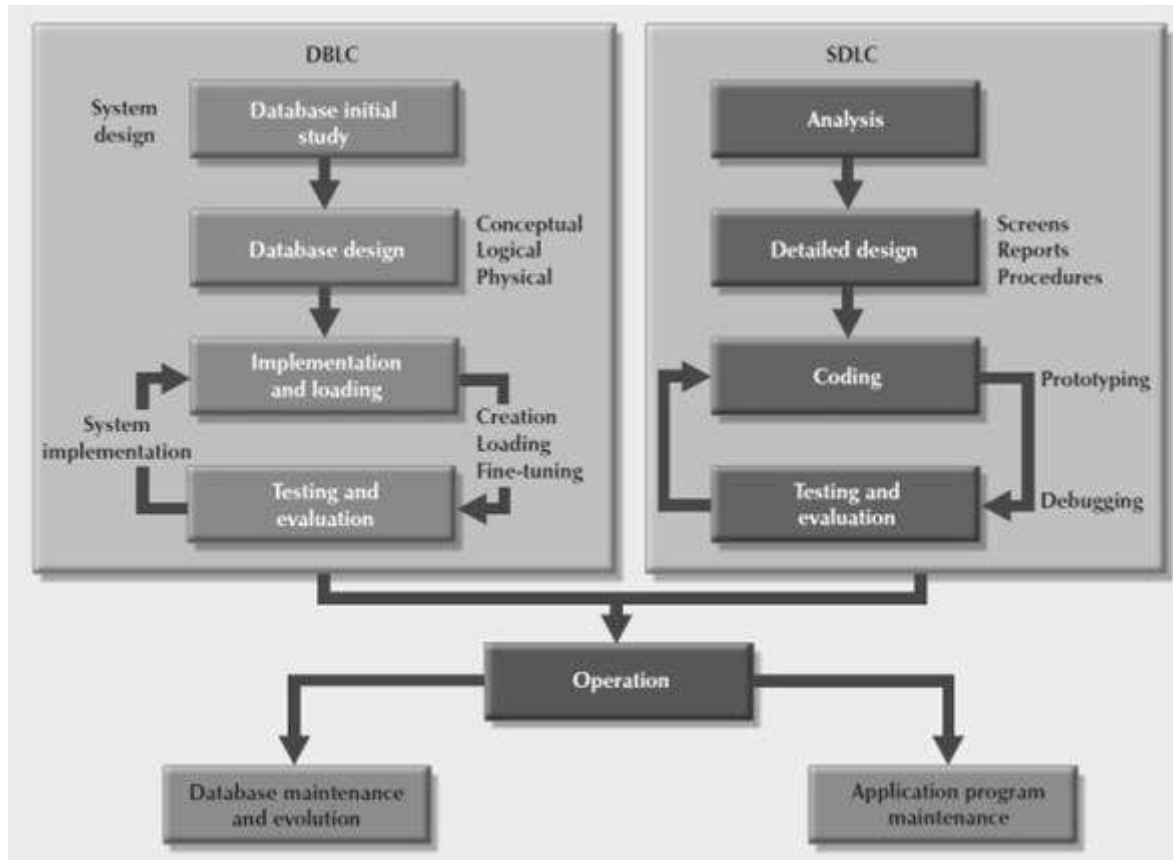 DBLC
System
design
Database initial
study
Database design
Conceptual
Logical
Physical
Implementation
and loading
System
implementation
Creation
Loading
Fine-tuning
Testing and
evaluation
SDLC
Analysis
Detailed design
Screens
Reports
Procedures
Coding
Prototyping
Testing and
evaluation
Debugging
Operation
Database maintenance
and evolution
Application program
maintenance